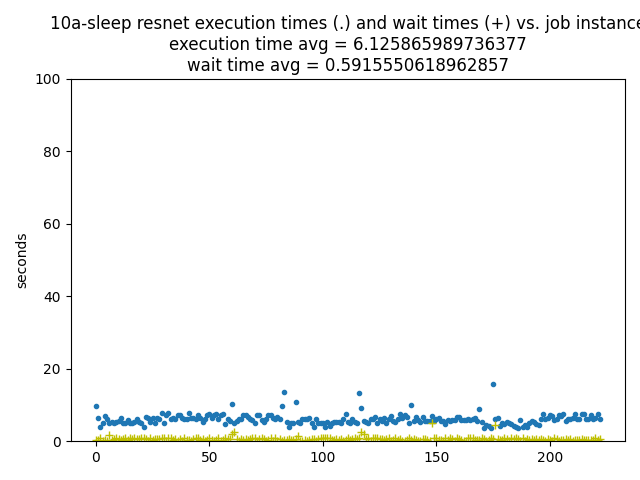 10a-sleep resnet execution times (.) and wait times (+) vs. job instance
execution time avg = 6.125865989736377
wait time avg = 0.5915550618962857
100
80
60
40
20
0
seconds
0
50
100
150
200